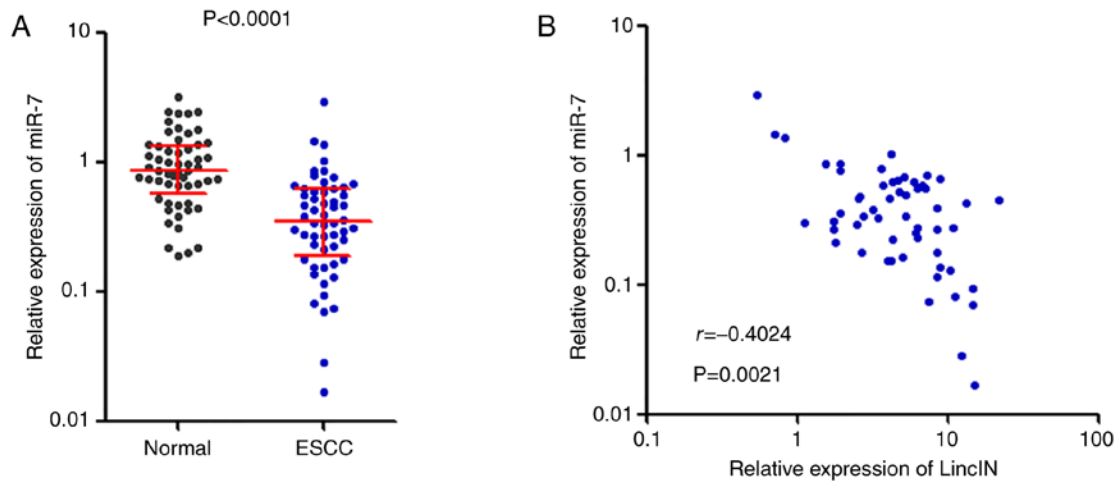 A
P<0.0001
Relative expression of miR-7
10
1
0.1
0.01
Normal ESCC
B
Relative expression of miR-7
10
1
0.1
0.01
r=−0.4024
P=0.0021
0.1 1 10 100
Relative expression of LincIN